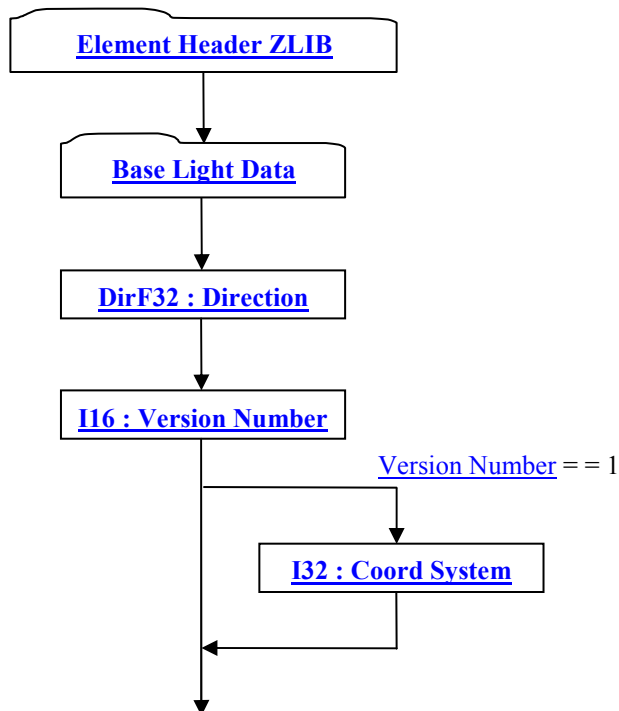 Element Header ZLIB
Base Light Data
DirF32 : Direction
I16 : Version Number
Version Number = = 1
I32 : Coord System